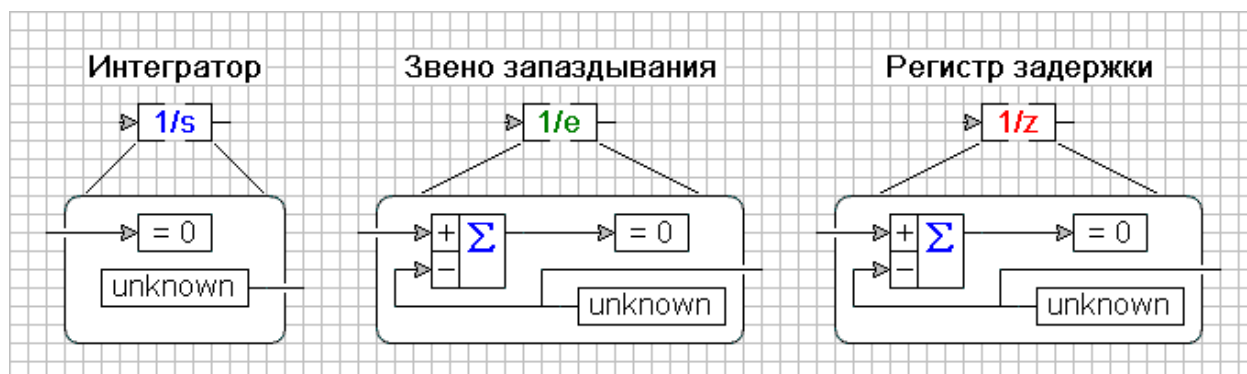 Интегратор
Звено запаздывания
Регистр задержки
1/s
1/e
1/z
= 0
unknown
+
−
Σ
= 0
unknown
+
−
Σ
= 0
unknown